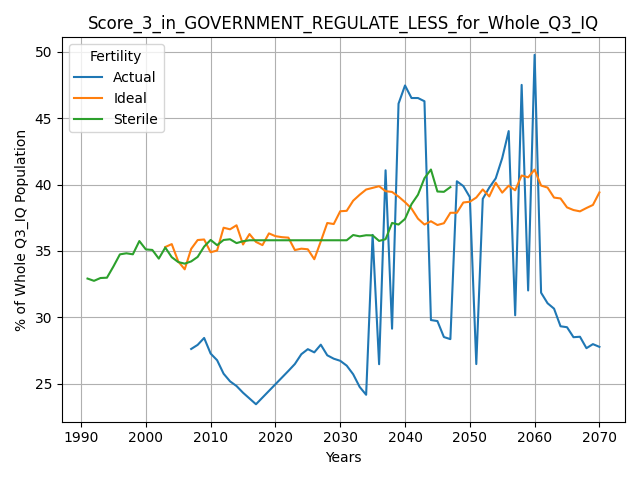 Score_3_in_GOVERNMENT_REGULATE_LESS_for_Whole_Q3_IQ
Fertility
Actual
Ideal
Sterile
% of Whole Q3_IQ Population
50
45
40
35
30
25
1990 2000 2010 2020 2030 2040 2050 2060 2070
Years